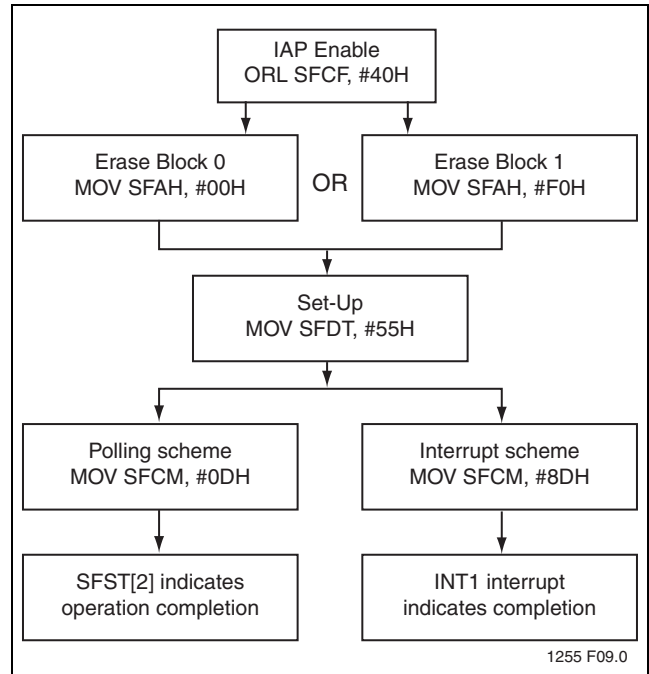 IAP Enable
ORL SFCF, #40H
Erase Block 0
MOV SFAH, #00H
OR
Erase Block 1
MOV SFAH, #F0H
Set-Up
MOV SFDT, #55H
Polling scheme
MOV SFCM, #0DH
Interrupt scheme
MOV SFCM, #8DH
SFST[2] indicates
operation completion
INT1 interrupt
indicates completion
1255 F09.0